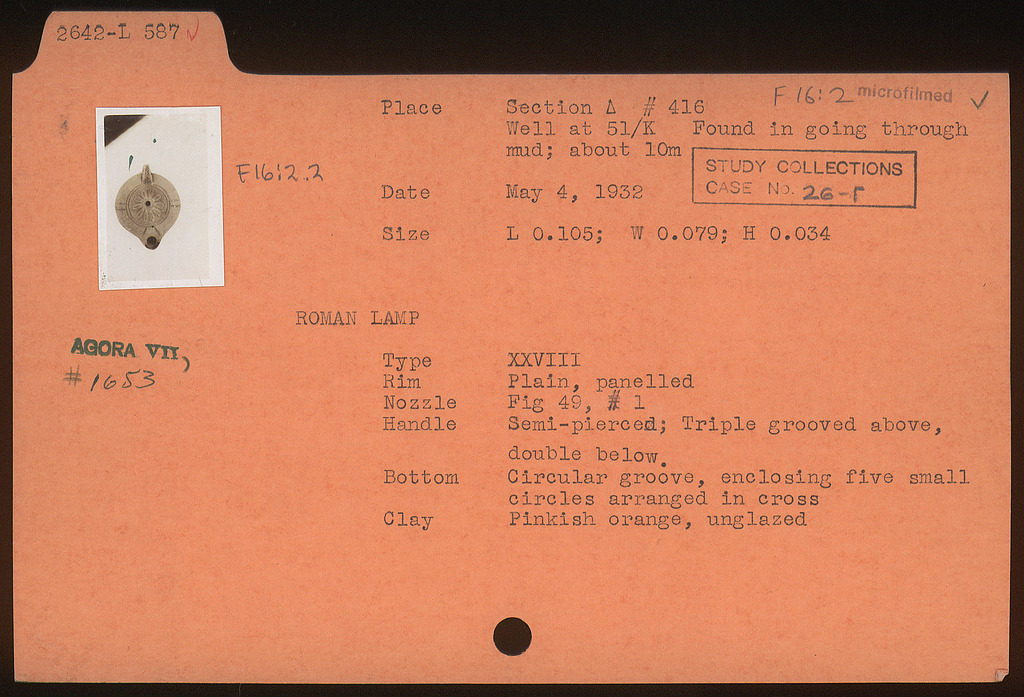 2642-L 587 ✓
F 16:2 microfilmed ✓
Place Section Δ # 416
Well at 51/K Found in going through
mud; about 10m
STUDY COLLECTIONS
CASE No.
F16:2.2
Date May 4, 1932
Size L 0.105; W 0.079; H 0.034
ROMAN LAMP
AGORA VII,
# 1653
Type XXVIII
Rim Plain, panelled
Nozzle Fig 49, # 1
Handle Semi-pierced; Triple grooved above,
double below.
Bottom Circular groove, enclosing five small
circles arranged in cross
Clay Pinkish orange, unglazed